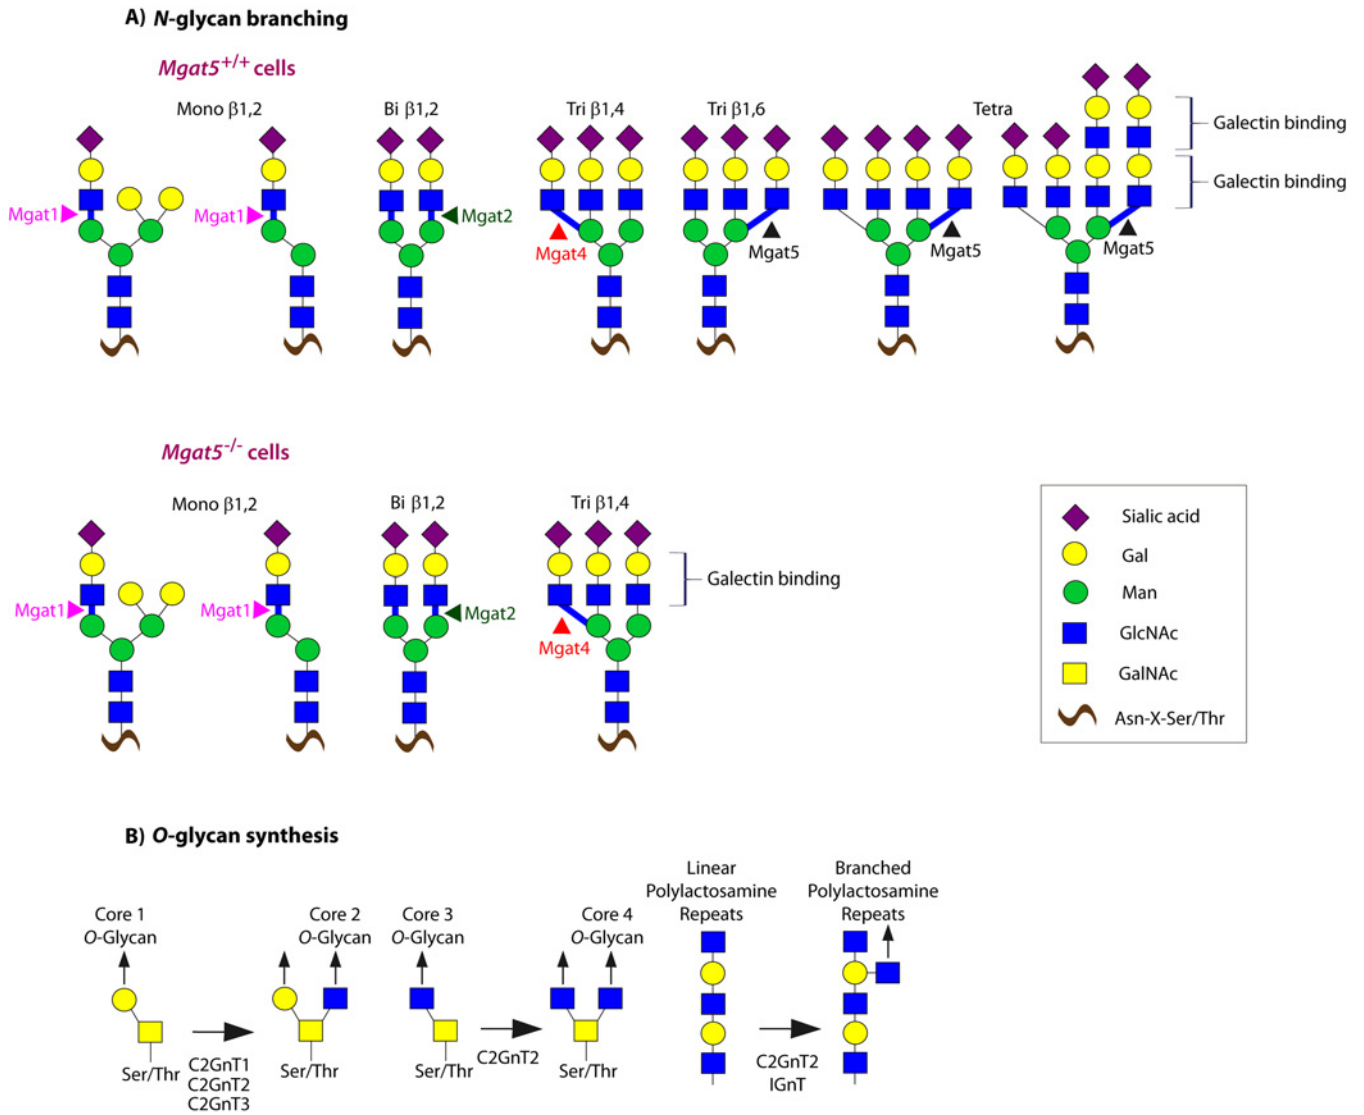 A) N-glycan branching
Mgat5+/+ cells
Mono β1,2
Bi β1,2
Tri β1,4
Tri β1,6
Tetra
Galectin binding
Galectin binding
Mgat1
Mgat1
Mgat2
Mgat4
Mgat5
Mgat5
Mgat5
Mgat5-/- cells
Mono β1,2
Bi β1,2
Tri β1,4
Galectin binding
Mgat1
Mgat1
Mgat2
Mgat4
Sialic acid
Gal
Man
GlcNAc
GalNAc
Asn-X-Ser/Thr
B) O-glycan synthesis
Core 1
O-Glycan
Ser/Thr
C2GnT1
C2GnT2
C2GnT3
Core 2
O-Glycan
Ser/Thr
Core 3
O-Glycan
Ser/Thr
C2GnT2
Core 4
O-Glycan
Ser/Thr
Linear
Polylactosamine
Repeats
C2GnT2
IGnT
Branched
Polylactosamine
Repeats